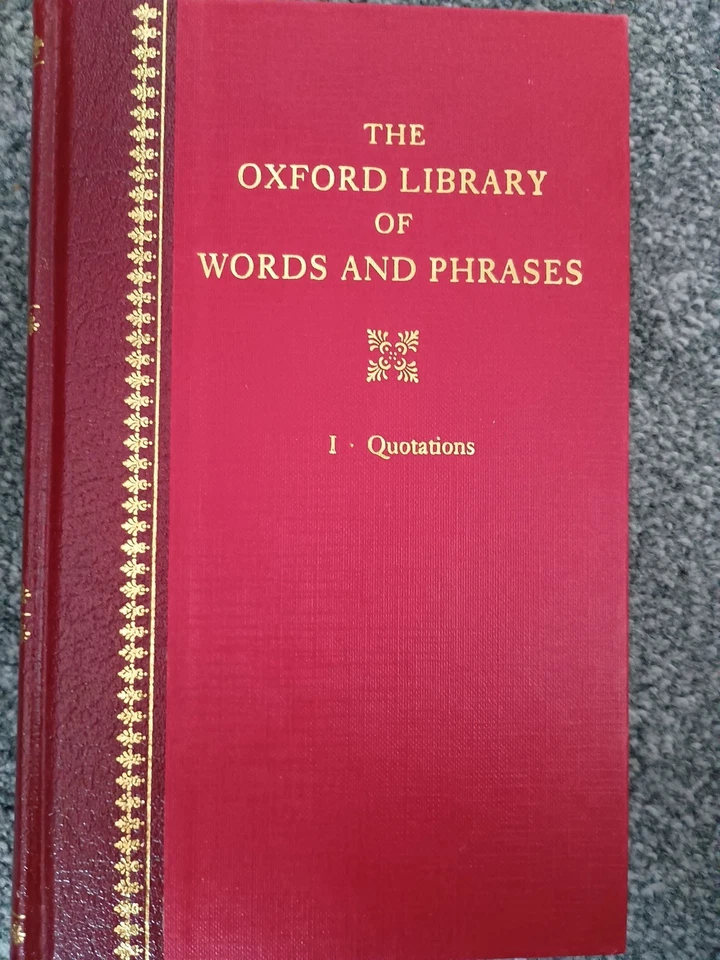 THE
OXFORD LIBRARY
OF
WORDS AND PHRASES
I · Quotations